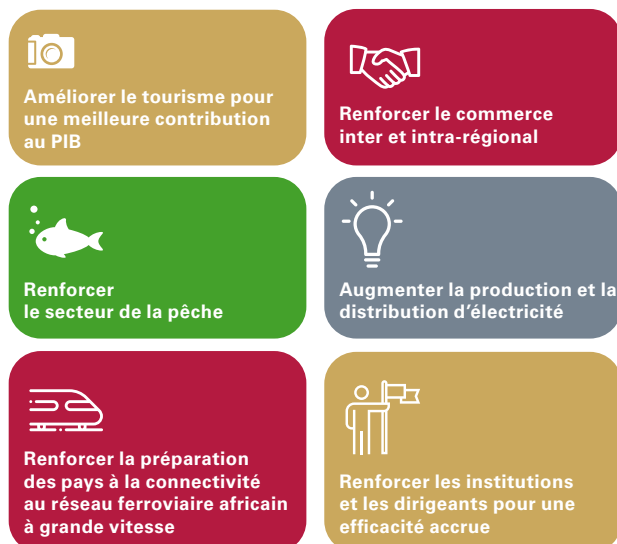 Améliorer le tourisme pour
une meilleure contribution
au PIB
Renforcer le commerce
inter et intra-régional
Renforcer
le secteur de la pêche
Augmenter la production et la
distribution d'électricité
Renforcer la préparation
des pays à la connectivité
au réseau ferroviaire africain
à grande vitesse
Renforcer les institutions
et les dirigeants pour une
efficacité accrue